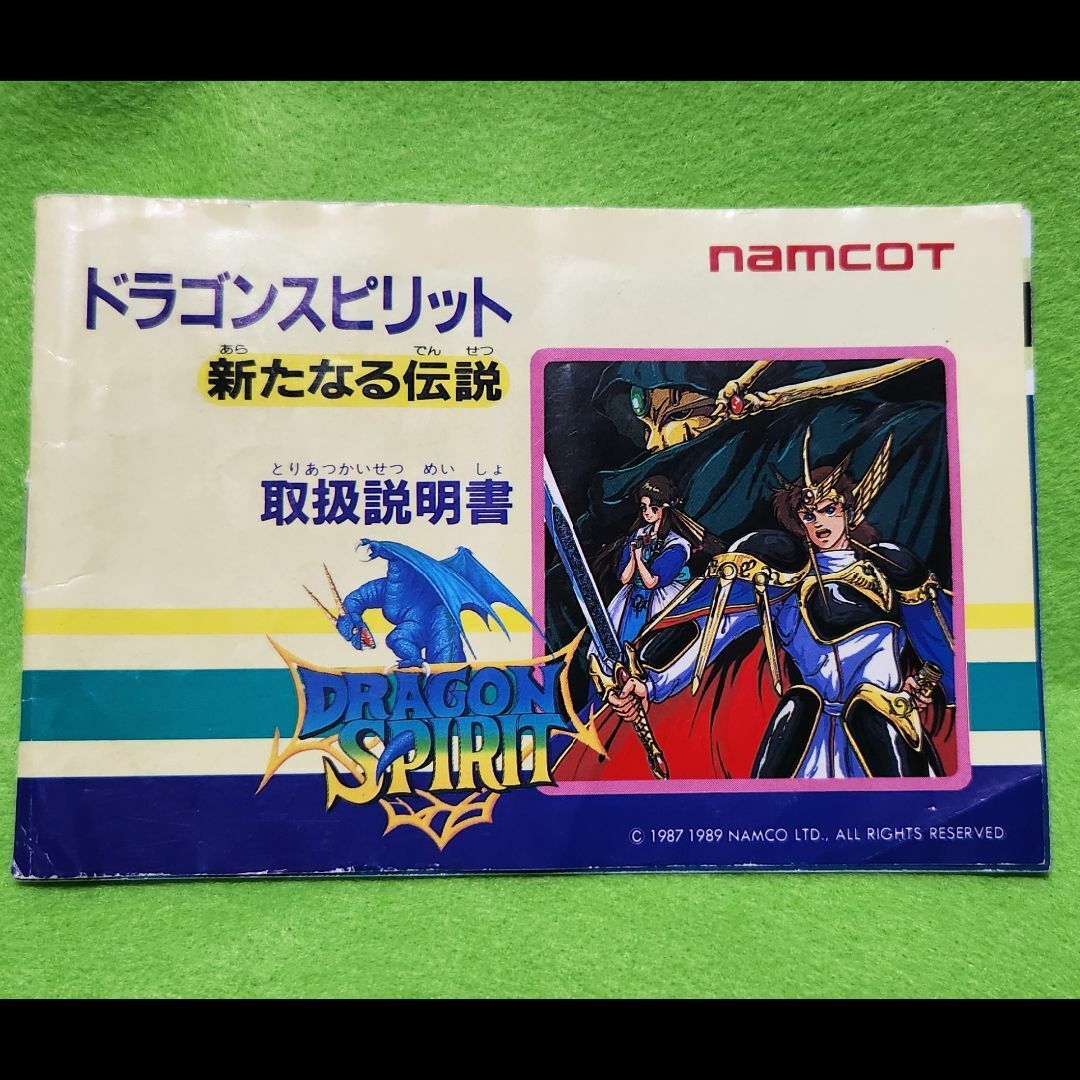 namcoT
ドラゴンスピリット
あら でん せつ
新たなる伝説
とりあつかいせつ めい しょ
取扱説明書
DRAGON
SPIRIT
© 1987 1989 NAMCO LTD., ALL RIGHTS RESERVED